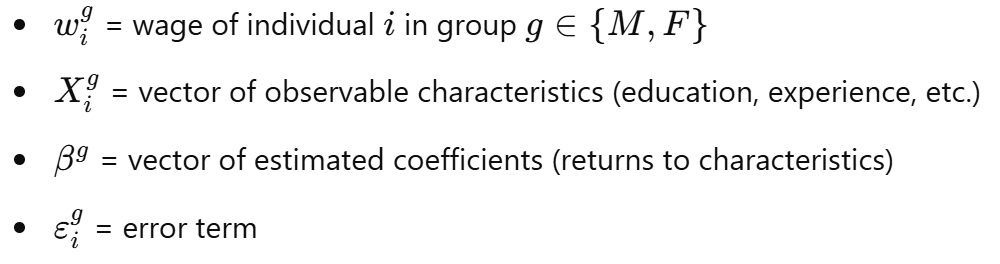 • $w_i^g$ = wage of individual $i$ in group $g \in \{M, F\}$
• $X_i^g$ = vector of observable characteristics (education, experience, etc.)
• $\beta^g$ = vector of estimated coefficients (returns to characteristics)
• $\varepsilon_i^g$ = error term